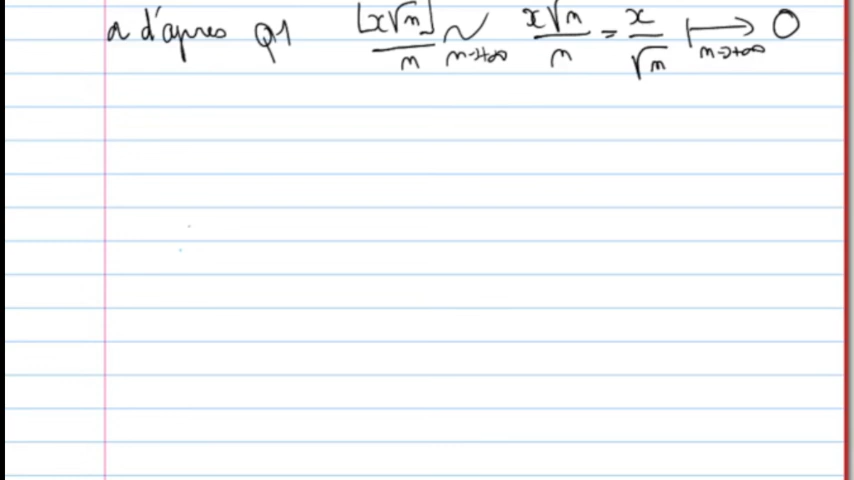 a d'après Q1 ⌊x√n⌋/n ~ n→+∞ x√n/n = x/√n ⟼ n→+∞ 0